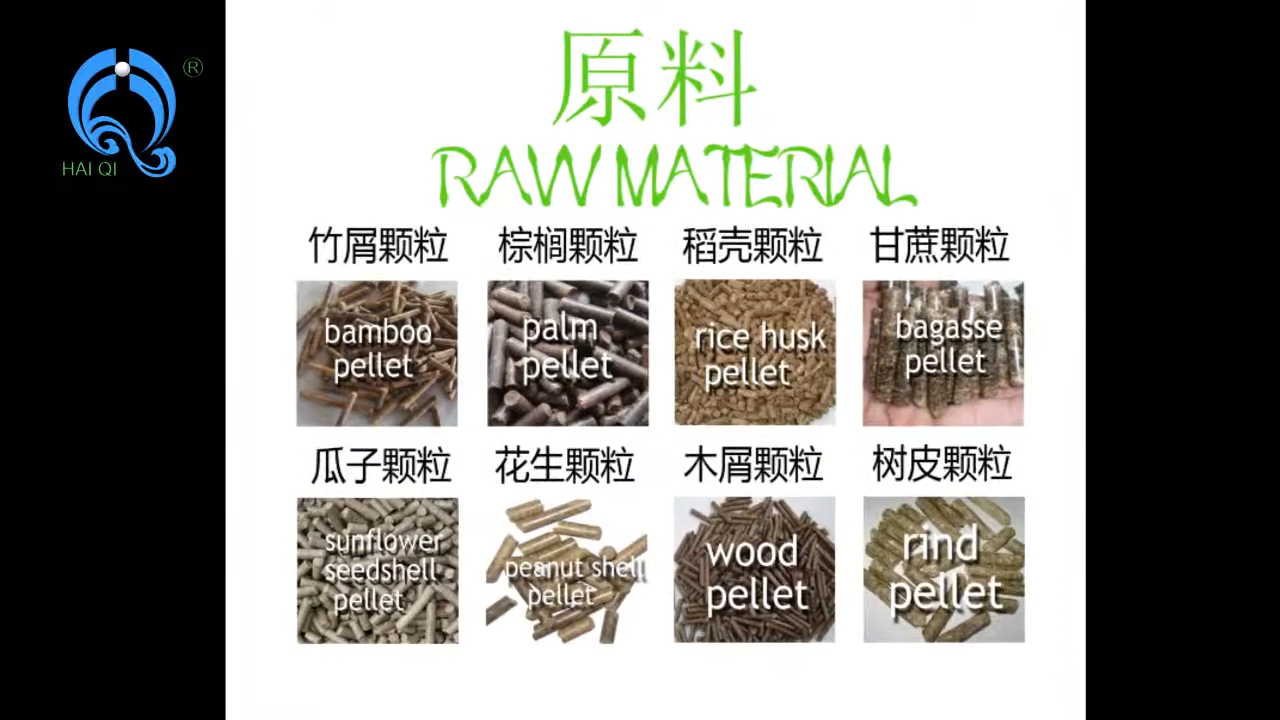 HAI QI
®
原料
RAW MATERIAL
竹屑颗粒 棕榈颗粒 稻壳颗粒 甘蔗颗粒
bamboo
pellet
palm
pellet
rice husk
pellet
bagasse
pellet
瓜子颗粒 花生颗粒 木屑颗粒 树皮颗粒
sunflower
seedshell
pellet
peanut shell
pellet
wood
pellet
rind
pellet